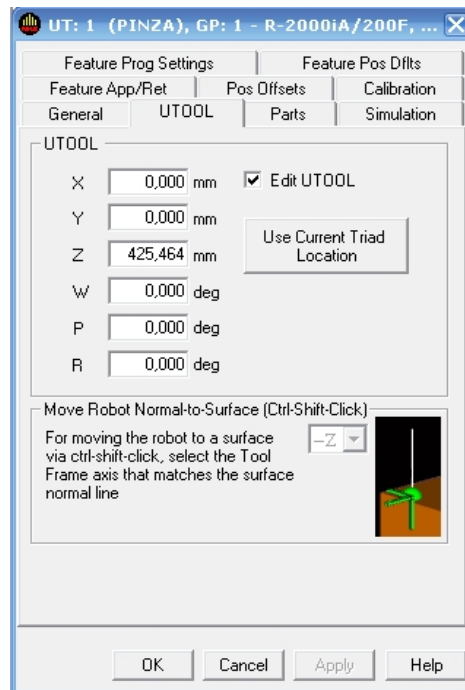 UT: 1 (PINZA), GP: 1 - R-2000iA/200F, ...
Feature Prog Settings Feature Pos Dflts
Feature App/Ret Pos Offsets Calibration
General UTOOL Parts Simulation
UTOOL
X 0,000 mm Edit UTOOL
Y 0,000 mm
Use Current Triad
Location
Z 425,464 mm
W 0,000 deg
P 0,000 deg
R 0,000 deg
Move Robot Normal-to-Surface (Ctrl-Shift-Click)
For moving the robot to a surface
via ctrl-shift-click, select the Tool
Frame axis that matches the surface
normal line
-Z
OK Cancel Apply Help